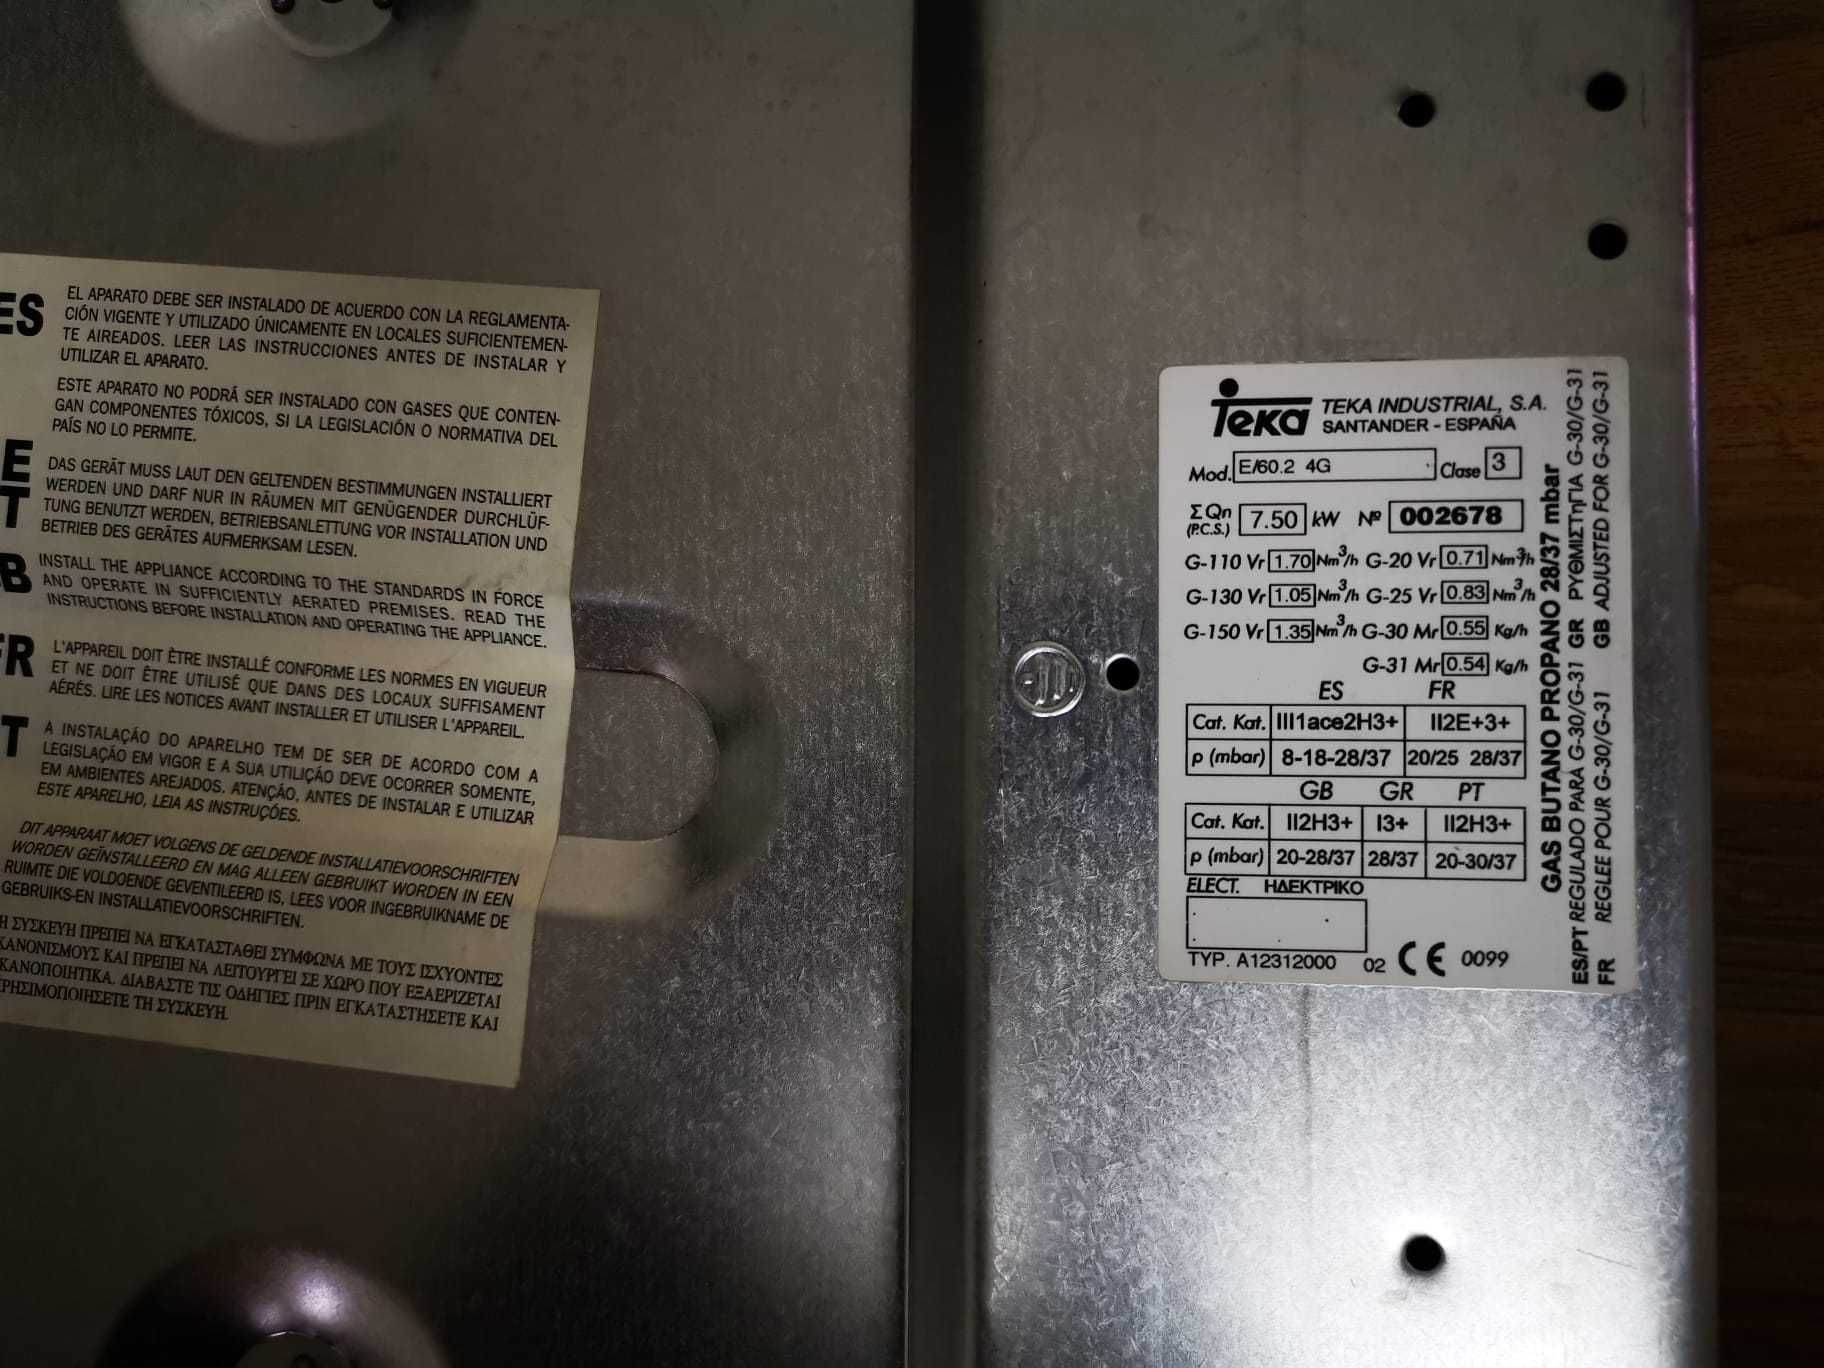 ES
EL APARATO DEBE SER INSTALADO DE ACUERDO CON LA REGLAMENTA-
CIÓN VIGENTE Y UTILIZADO ÚNICAMENTE EN LOCALES SUFICIENTEMEN-
TE AIREADOS. LEER LAS INSTRUCCIONES ANTES DE INSTALAR Y
UTILIZAR EL APARATO.
ESTE APARATO NO PODRÁ SER INSTALADO CON GASES QUE CONTEN-
GAN COMPONENTES TÓXICOS, SI LA LEGISLACIÓN O NORMATIVA DEL
PAÍS NO LO PERMITE.
E
T
DAS GERÄT MUSS LAUT DEN GELTENDEN BESTIMMUNGEN INSTALLIERT
WERDEN UND DARF NUR IN RÄUMEN MIT GENÜGENDER DURCHLÜF-
TUNG BENUTZT WERDEN, BETRIEBSANLETTUNG VOR INSTALLATION UND
BETRIEB DES GERÄTES AUFMERKSAM LESEN.
B
INSTALL THE APPLIANCE ACCORDING TO THE STANDARDS IN FORCE
AND OPERATE IN SUFFICIENTLY AERATED PREMISES. READ THE
INSTRUCTIONS BEFORE INSTALLATION AND OPERATING THE APPLIANCE.
FR
L'APPAREIL DOIT ÈTRE INSTALLÉ CONFORME LES NORMES EN VIGUEUR
ET NE DOIT ÊTRE UTILISÉ QUE DANS DES LOCAUX SUFFISAMENT
AÉRÉS. LIRE LES NOTICES AVANT INSTALLER ET UTILISER L'APPAREIL.
T
A INSTALAÇÃO DO APARELHO TEM DE SER DE ACORDO COM A
LEGISLAÇÃO EM VIGOR E A SUA UTILIÇÃO DEVE OCORRER SOMENTE,
EM AMBIENTES AREJADOS. ATENÇÃO, ANTES DE INSTALAR E UTILIZAR
ESTE APARELHO, LEIA AS INSTRUÇÕES.
DIT APPARAAT MOET VOLGENS DE GELDENDE INSTALLATIEVOORSCHRIFTEN
WORDEN GEÏNSTALLEERD EN MAG ALLEEN GEBRUIKT WORDEN IN EEN
RUIMTE DIE VOLDOENDE GEVENTILEERD IS, LEES VOOR INGEBRUIKNAME DE
GEBRUIKS-EN INSTALLATIEVOORSCHRIFTEN.
Η ΣΥΣΚΕΥΗ ΠΡΕΠΕΙ ΝΑ ΕΓΚΑΤΑΣΤΑΘΕΙ ΣΥΜΦΩΝΑ ΜΕ ΤΟΥΣ ΙΣΧΥΟΝΤΕΣ
ΚΑΝΟΝΙΣΜΟΥΣ ΚΑΙ ΠΡΕΠΕΙ ΝΑ ΛΕΙΤΟΥΡΓΕΙ ΣΕ ΧΩΡΟ ΠΟΥ ΕΞΑΕΡΙΖΕΤΑΙ
ΙΚΑΝΟΠΟΙΗΤΙΚΑ. ΔΙΑΒΑΣΤΕ ΤΙΣ ΟΔΗΓΙΕΣ ΠΡΙΝ ΕΓΚΑΤΑΣΤΗΣΕΤΕ ΚΑΙ
ΧΡΗΣΙΜΟΠΟΙΗΣΕΤΕ ΤΗ ΣΥΣΚΕΥΗ.
Teka TEKA INDUSTRIAL, S.A.
SANTANDER - ESPAÑA
Mod. E/60.2 4G Clase 3
ΣQn (P.C.S.) 7.50 kW Nº 002678
G-110 Vr 1.70 Nm³/h G-20 Vr 0.71 Nm³/h
G-130 Vr 1.05 Nm³/h G-25 Vr 0.83 Nm³/h
G-150 Vr 1.35 Nm³/h G-30 Mr 0.55 Kg/h
G-31 Mr 0.54 Kg/h
ES FR
Cat. Kat. III1ace2H3+ II2E+3+
p (mbar) 8-18-28/37 20/25 28/37
GB GR PT
Cat. Kat. II2H3+ I3+ II2H3+
p (mbar) 20-28/37 28/37 20-30/37
ELECT. ΗΔΕΚΤΡΙΚΟ
TYP. A12312000 02 CE 0099
GAS BUTANO PROPANO 28/37 mbar
ES/PT REGULADO PARA G-30/G-31 GR ΡΥΘΜΙΣΤηΓΙΑ G-30/G-31
FR REGLEE POUR G-30/G-31 GB ADJUSTED FOR G-30/G-31